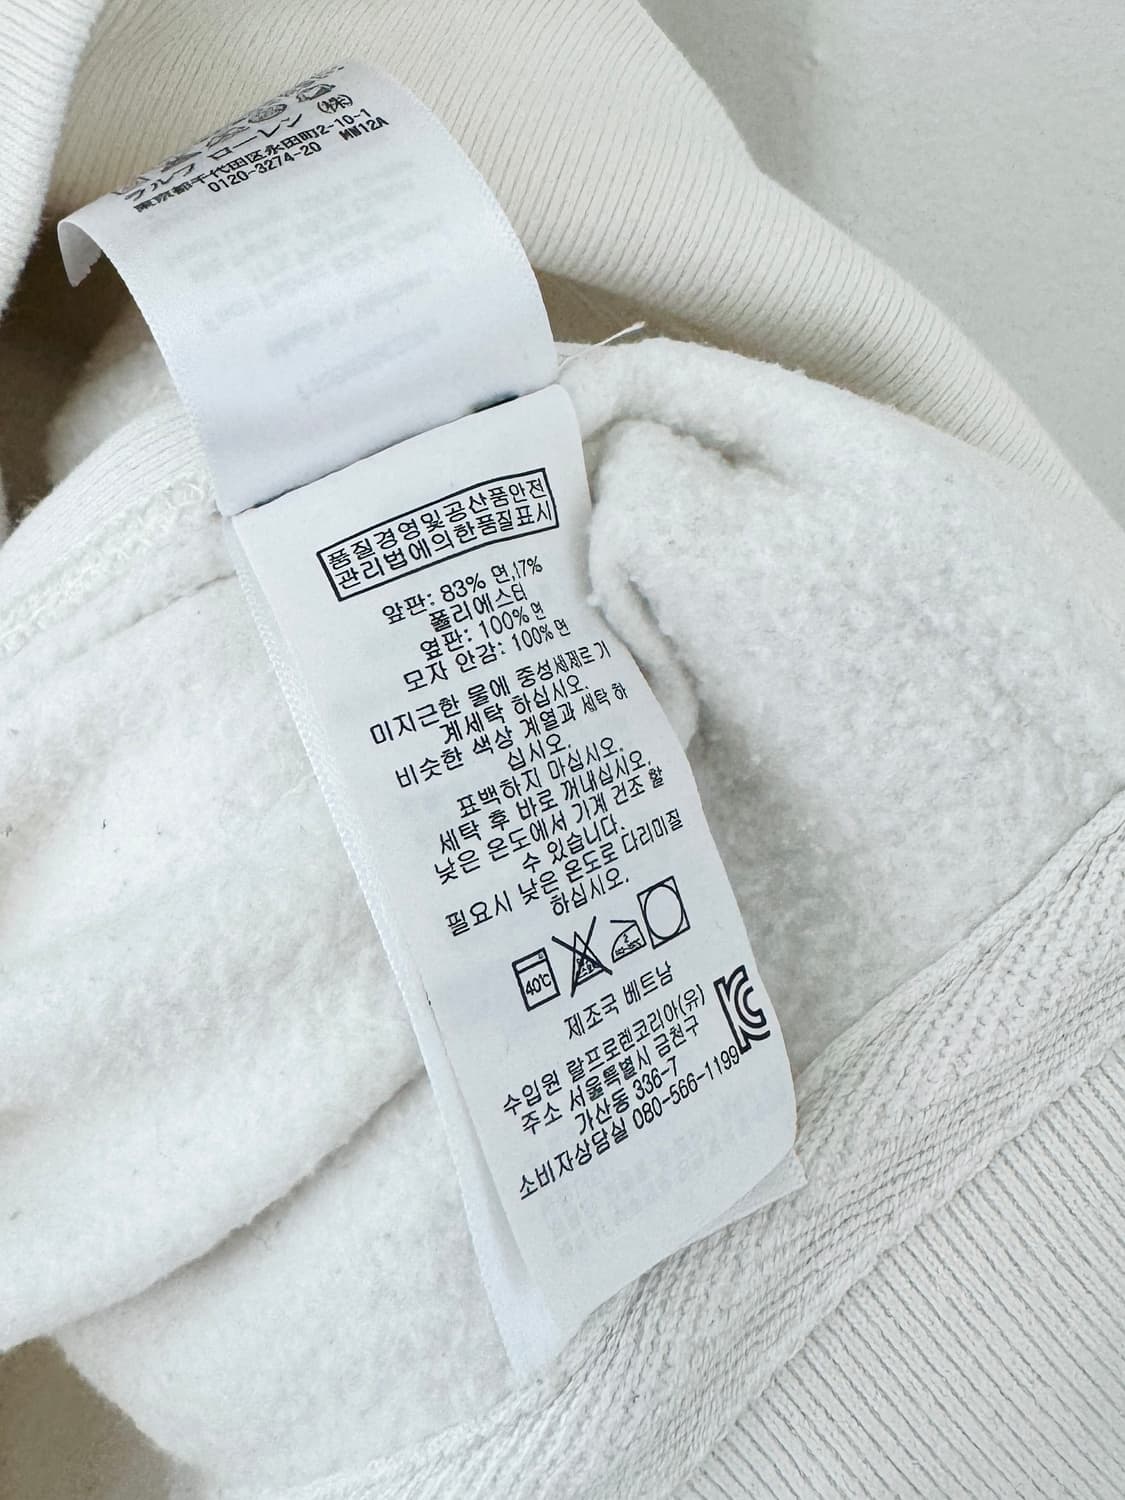 ラルフ ローレン (株)
東京都千代田区永田町2-10-1
0120-3274-20 MM12A
품질경영및공산품안전
관리법에의한품질표시
앞판: 83% 면,17%
폴리에스터
옆판: 100% 면
모자 안감: 100% 면
미지근한 물에 중성세제로 기
계세탁 하십시오.
비슷한 색상 계열과 세탁 하
십시오.
표백하지 마십시오.
세탁 후 바로 꺼내십시오.
낮은 온도에서 기계 건조 할
수 있습니다.
필요시 낮은 온도로 다리미질
하십시오.
40℃
제조국 베트남
수입원 랄프로렌코리아(유)
주소 서울특별시 금천구
가산동 336-7
소비자상담실 080-566-1199